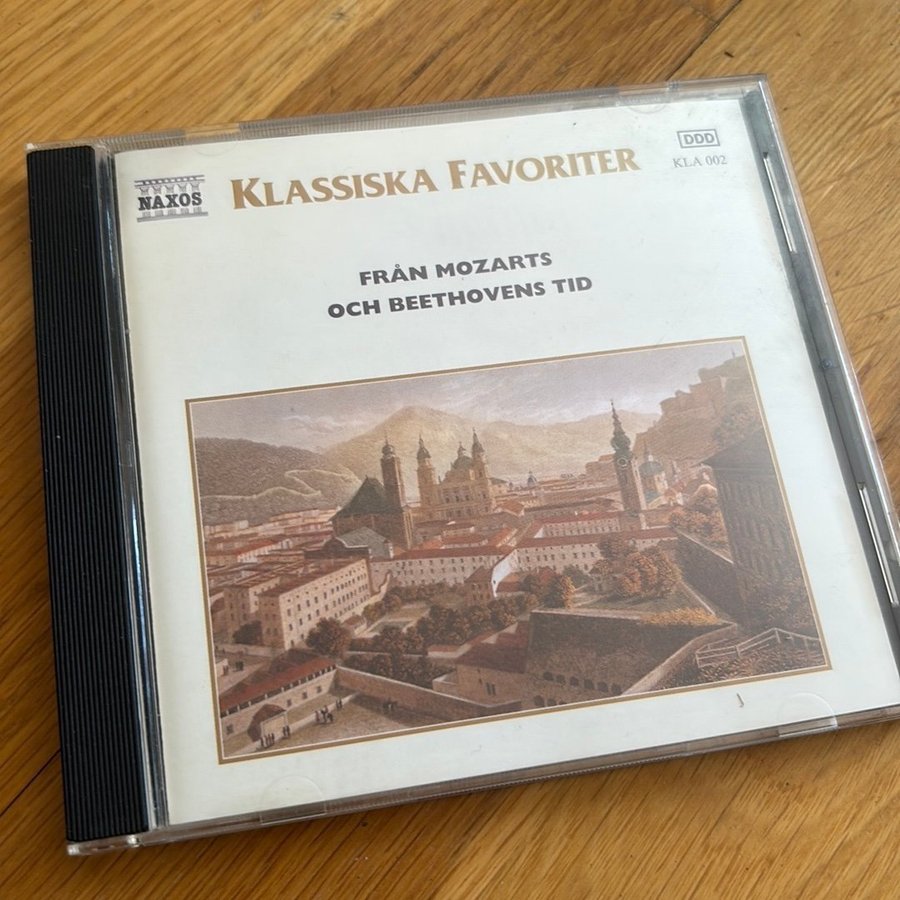 NAXOS
KLASSISKA FAVORITER
DDD
KLA 002
FRÅN MOZARTS
OCH BEETHOVENS TID